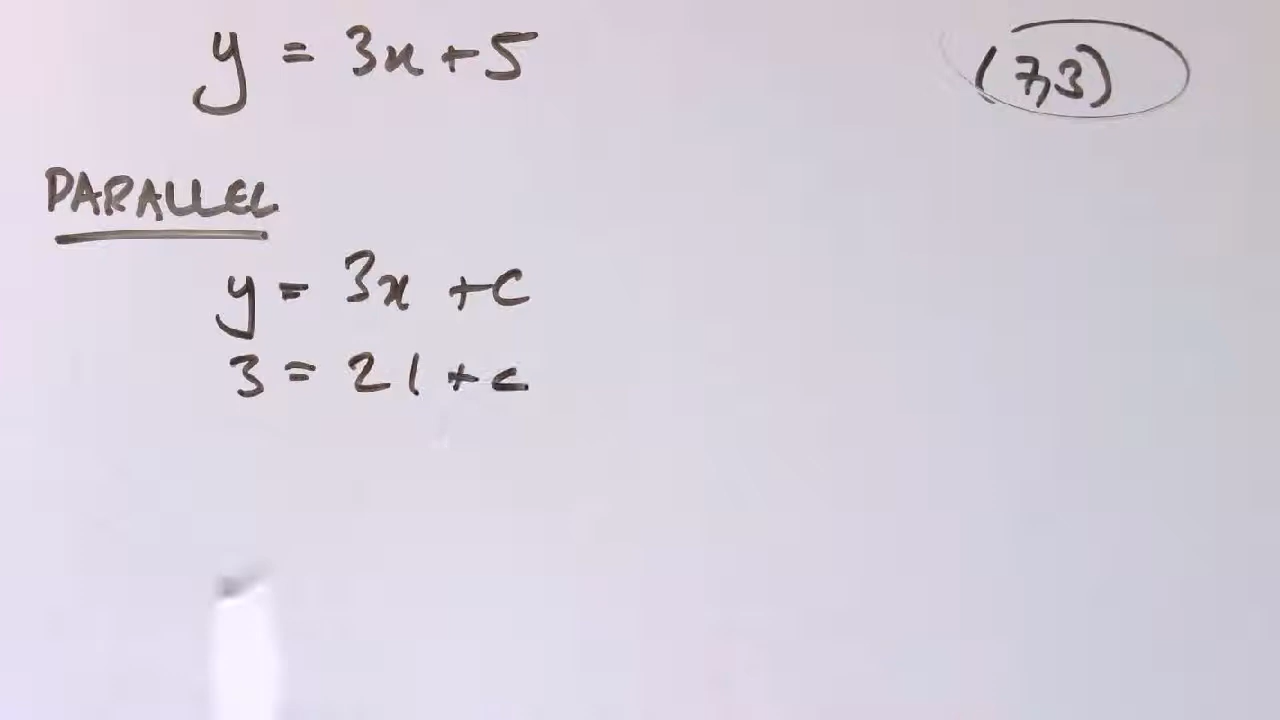 y = 3x + 5
(7,3)
PARALLEL
y = 3x + c
3 = 21 + c